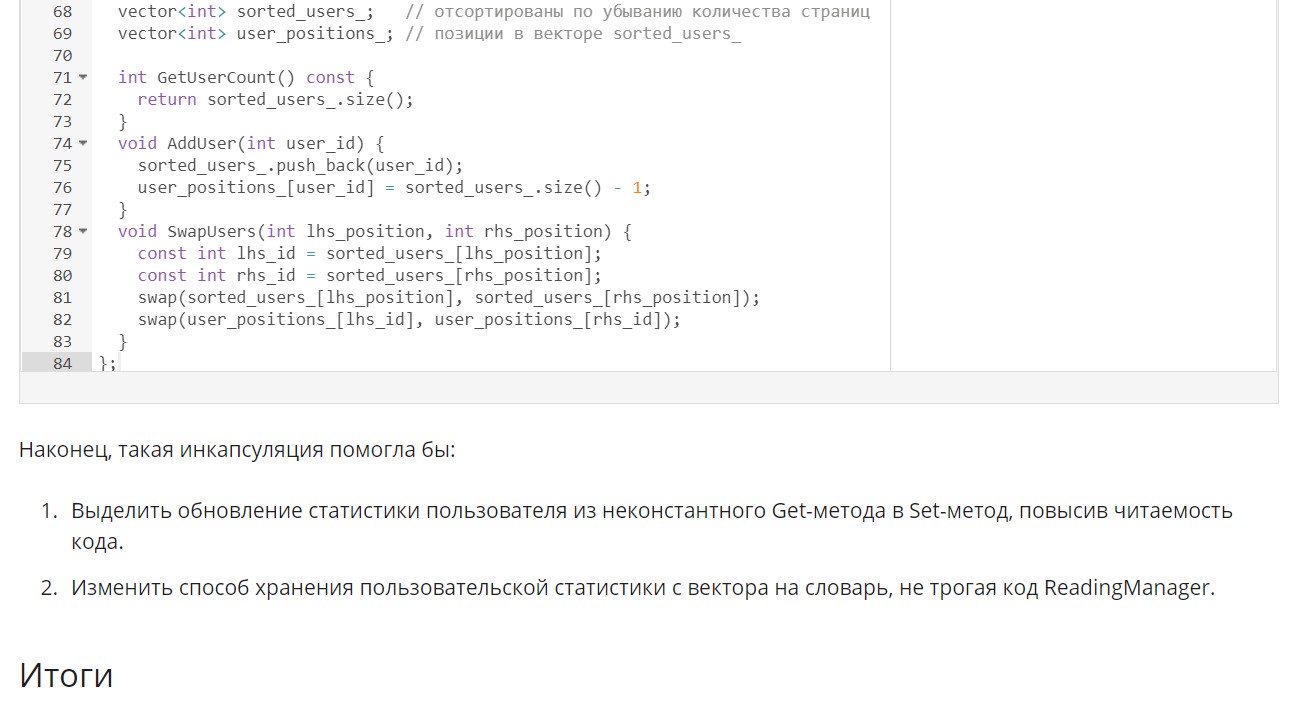 68 vector<int> sorted_users_; // отсортированы по убыванию количества страниц
69 vector<int> user_positions_; // позиции в векторе sorted_users_
70
71 int GetUserCount() const {
72 return sorted_users_.size();
73 }
74 void AddUser(int user_id) {
75 sorted_users_.push_back(user_id);
76 user_positions_[user_id] = sorted_users_.size() - 1;
77 }
78 void SwapUsers(int lhs_position, int rhs_position) {
79 const int lhs_id = sorted_users_[lhs_position];
80 const int rhs_id = sorted_users_[rhs_position];
81 swap(sorted_users_[lhs_position], sorted_users_[rhs_position]);
82 swap(user_positions_[lhs_id], user_positions_[rhs_id]);
83 }
84 };
Наконец, такая инкапсуляция помогла бы:
1. Выделить обновление статистики пользователя из неконстантного Get-метода в Set-метод, повысив читаемость
кода.
2. Изменить способ хранения пользовательской статистики с вектора на словарь, не трогая код ReadingManager.
Итоги